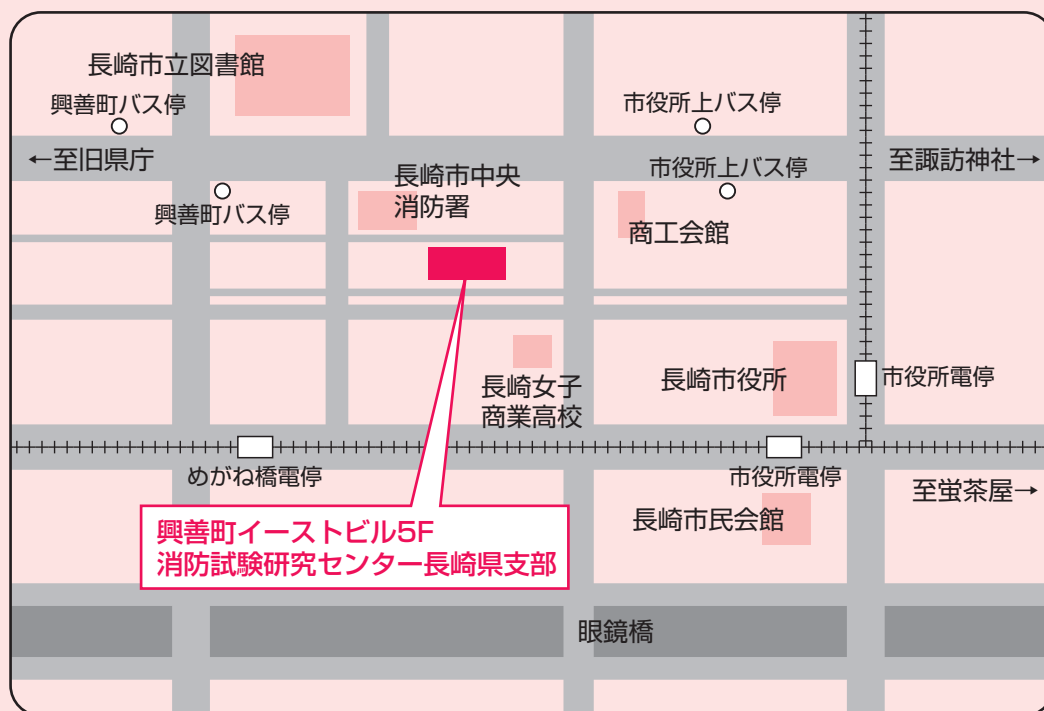 長崎市立図書館
興善町バス停
市役所上バス停
←至旧県庁
市役所上バス停
至諏訪神社→
長崎市中央
消防署
興善町バス停
商工会館
長崎女子
商業高校
長崎市役所
市役所電停
めがね橋電停
市役所電停
至蛍茶屋→
長崎市民会館
興善町イーストビル5F
消防試験研究センター長崎県支部
眼鏡橋